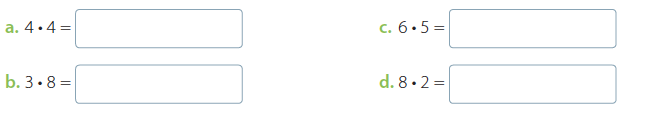 a. 4 • 4 =
c. 6 • 5 =
b. 3 • 8 =
d. 8 • 2 =